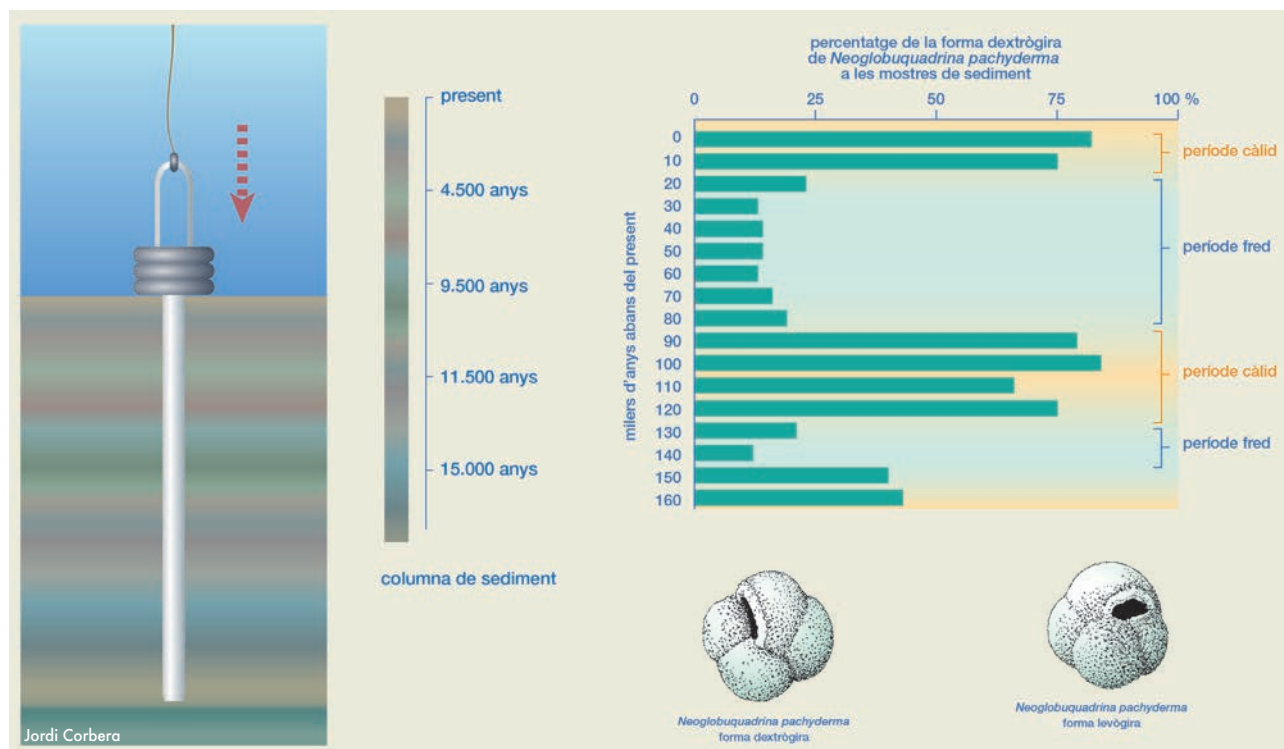 present
4.500 anys
9.500 anys
11.500 anys
15.000 anys
columna de sediment
Jordi Corbera
percentatge de la forma dextrògira
de Neoglobuquadrina pachyderma
a les mostres de sediment
0 25 50 75 100 %
milers d'anys abans del present
0
10
20
30
40
50
60
70
80
90
100
110
120
130
140
150
160
període càlid
període fred
període càlid
període fred
Neoglobuquadrina pachyderma
forma dextrògira
Neoglobuquadrina pachyderma
forma levògira